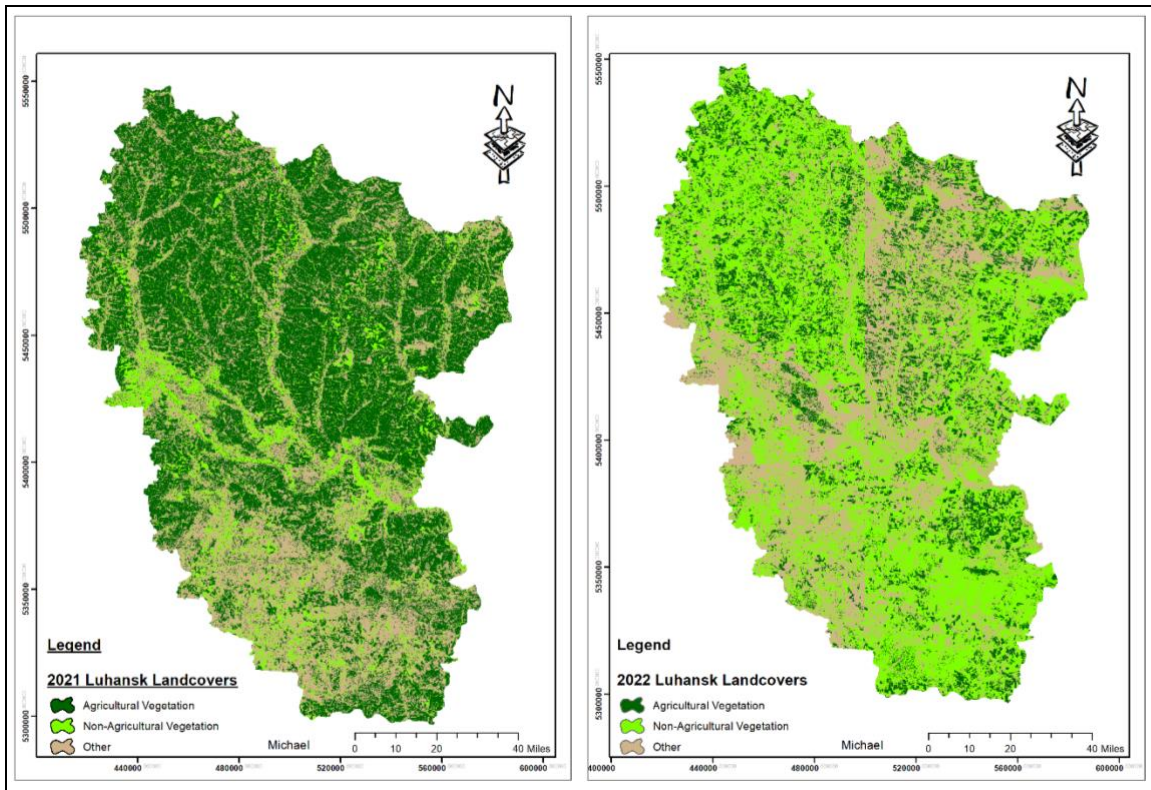 N
5550000
5500000
5450000
5400000
5350000
5300000
Legend
2021 Luhansk Landcovers
Agricultural Vegetation
Non-Agricultural Vegetation
Other
Michael
0 10 20 40 Miles
440000 480000 520000 560000 600000
N
5550000
5500000
5450000
5400000
5350000
5300000
Legend
2022 Luhansk Landcovers
Agricultural Vegetation
Non-Agricultural Vegetation
Other
Michael
0 10 20 40 Miles
400000 440000 480000 520000 560000 600000